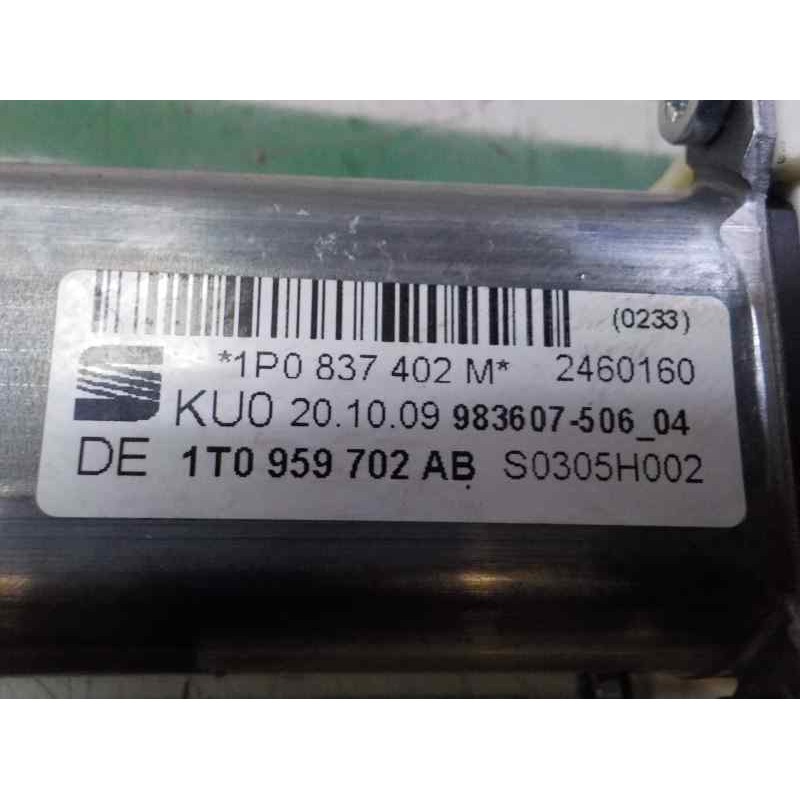 (0233)
*1P0 837 402 M* 2460160
KU0 20.10.09 983607-506_04
DE 1T0 959 702 AB S0305H002